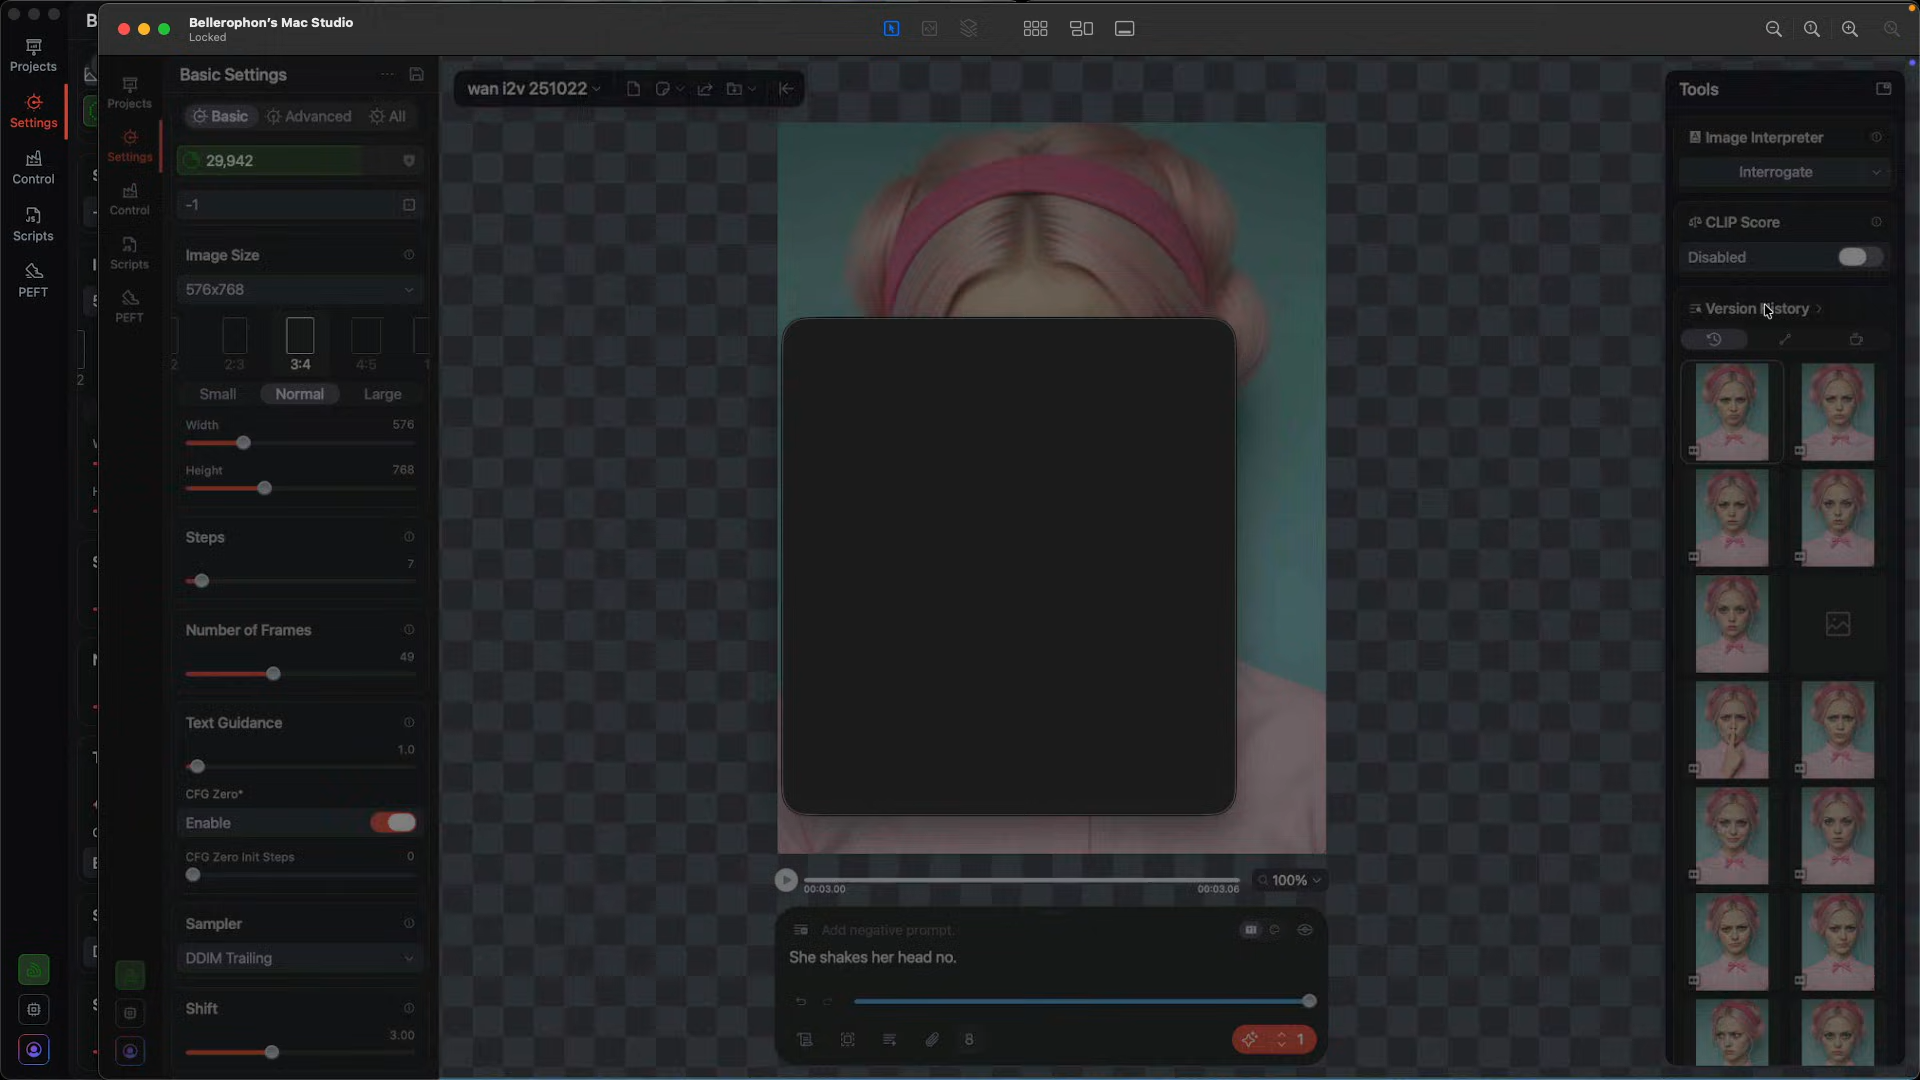 Bellerophon's Mac Studio
Locked
B
Projects
Settings
Control
Scripts
PEFT
Projects
Settings
Control
Scripts
PEFT
Basic Settings
Basic
Advanced
All
29,942
-1
Image Size
576x768
2
2:3
3:4
4:5
1
Small
Normal
Large
Width
576
Height
768
Steps
7
Number of Frames
49
Text Guidance
1.0
CFG Zero*
Enable
CFG Zero Init Steps
0
Sampler
DDIM Trailing
Shift
3.00
wan i2v 251022
00:03.00
00:03.06
100%
Add negative prompt.
She shakes her head no.
8
1
Tools
Image Interpreter
Interrogate
CLIP Score
Disabled
Version History